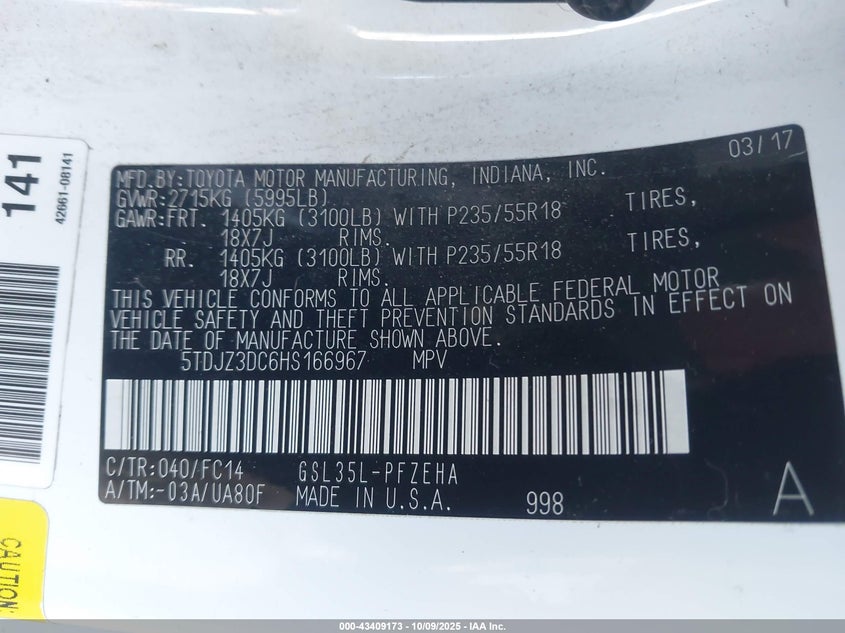 03/17
MFD.BY:TOYOTA MOTOR MANUFACTURING, INDIANA, INC.
GVWR:2715KG (5995LB)
GAWR:FRT. 1405KG (3100LB) WITH P235/55R18 TIRES,
18X7J RIMS.
RR. 1405KG (3100LB) WITH P235/55R18 TIRES,
18X7J RIMS.
THIS VEHICLE CONFORMS TO ALL APPLICABLE FEDERAL MOTOR
VEHICLE SAFETY AND THEFT PREVENTION STANDARDS IN EFFECT ON
THE DATE OF MANUFACTURE SHOWN ABOVE.
5TDJZ3DC6HS166967 MPV
C/TR:040/FC14 GSL35L-PFZEHA
A/TM:-03A/UA80F MADE IN U.S.A. 998 A
141
42661-08141
CAUTION:
000-43409173 - 10/09/2025 - IAA Inc.